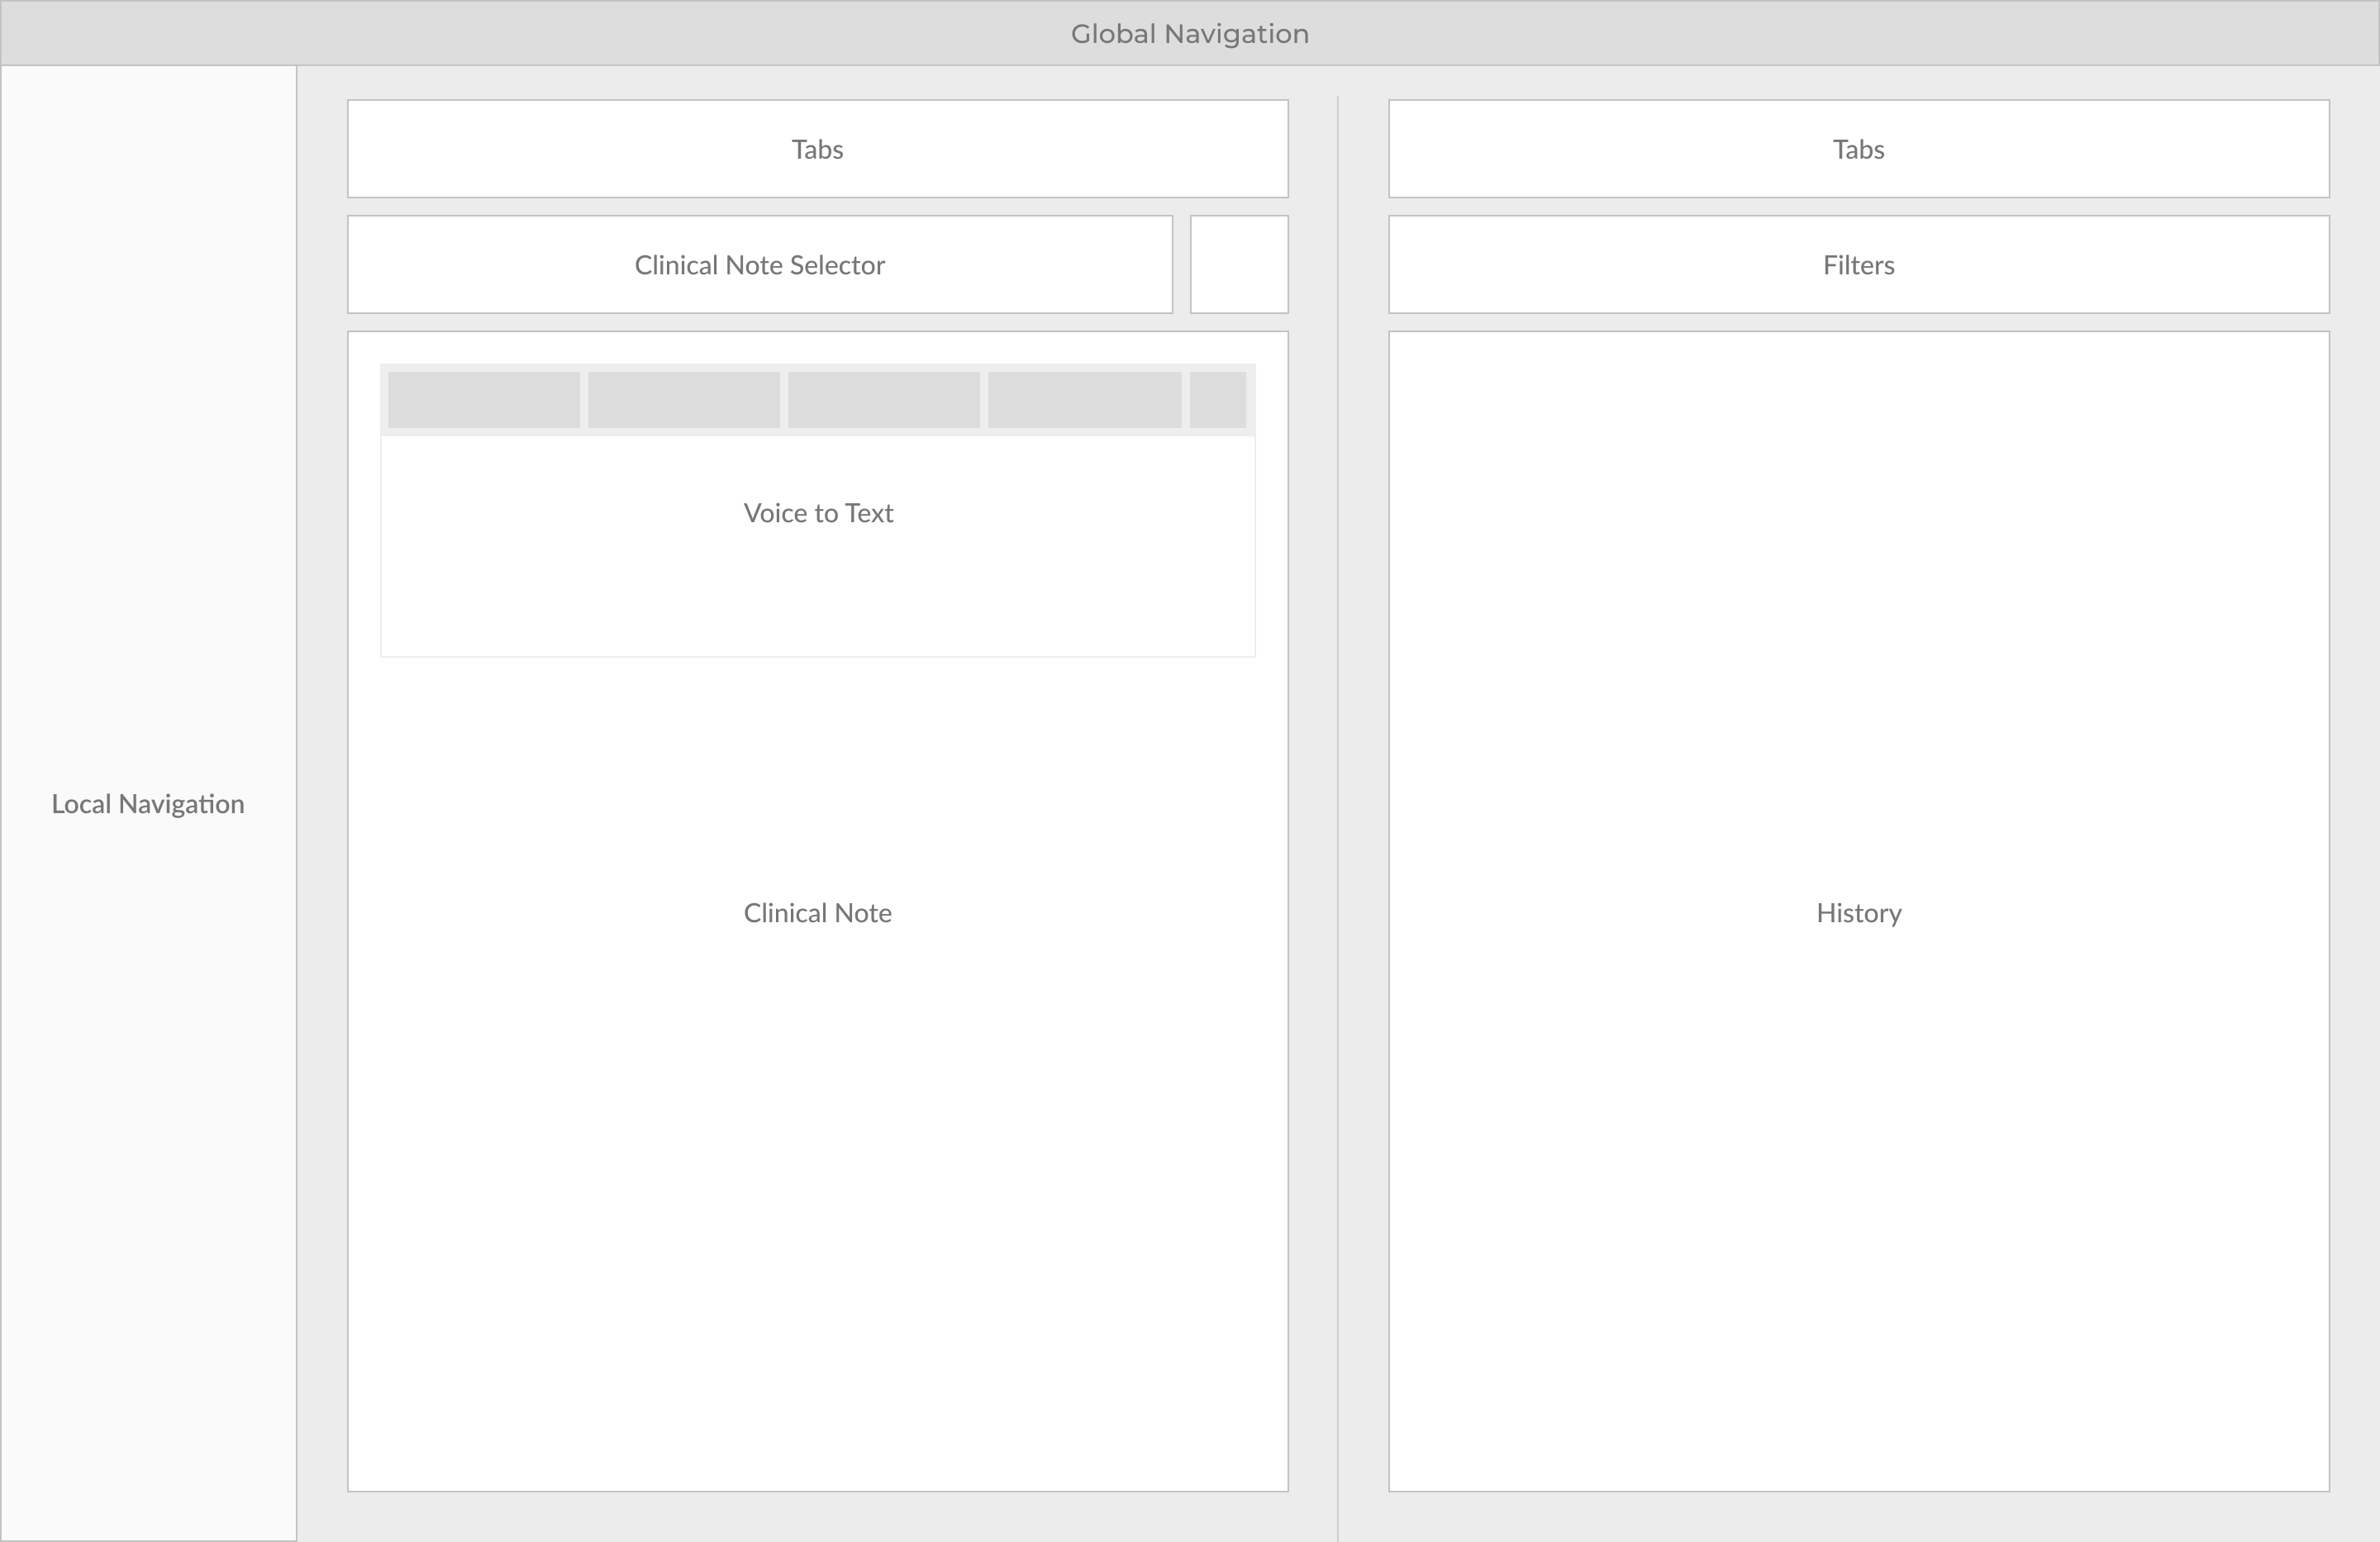 Global Navigation
Local Navigation
Tabs
Clinical Note Selector
Voice to Text
Clinical Note
Tabs
Filters
History